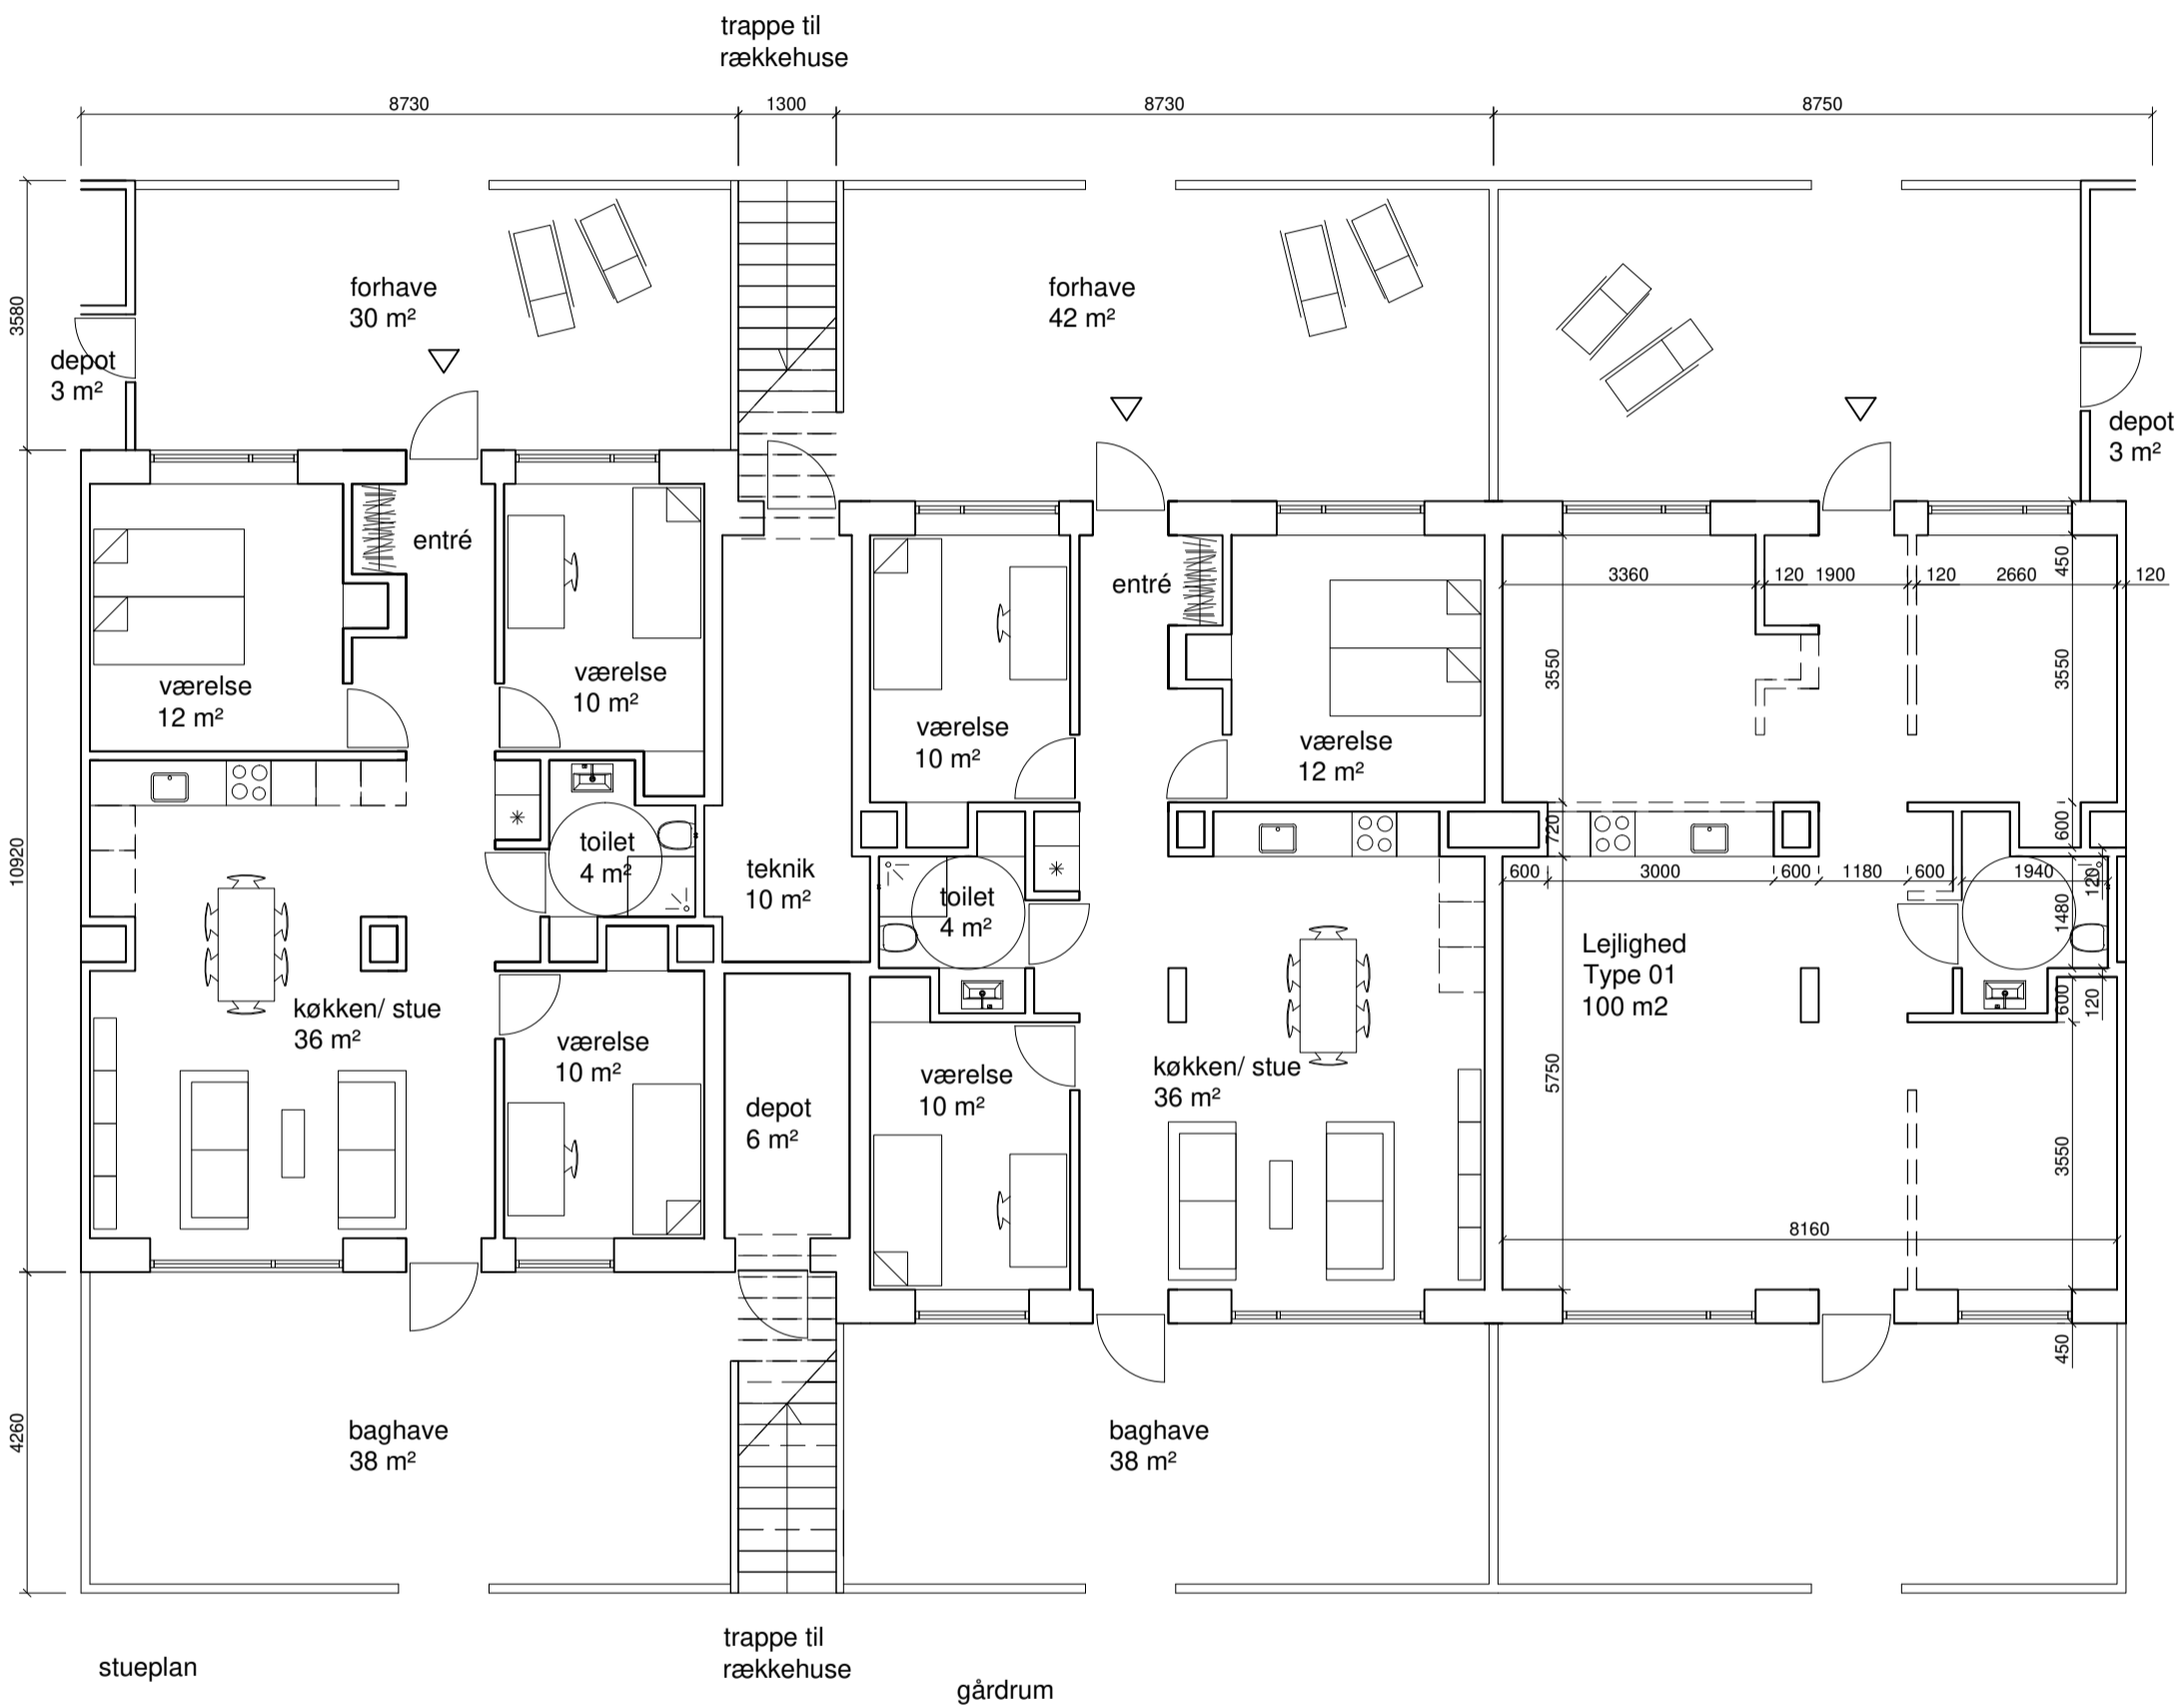 trappe til
rækkehuse
8730
1300
8730
8750
3580
forhave
30 m²
forhave
42 m²
depot
3 m²
depot
3 m²
entré
entré
3360
120
1900
120
2660
120
450
værelse
12 m²
værelse
10 m²
værelse
10 m²
værelse
12 m²
3550
3550
10920
toilet
4 m²
teknik
10 m²
toilet
4 m²
720
600
600
3000
600
1180
600
1940
120
1480
Lejlighed
Type 01
100 m2
køkken/ stue
36 m²
værelse
10 m²
værelse
10 m²
køkken/ stue
36 m²
600
120
5750
depot
6 m²
3550
8160
450
4260
baghave
38 m²
baghave
38 m²
trappe til
rækkehuse
stueplan
gårdrum